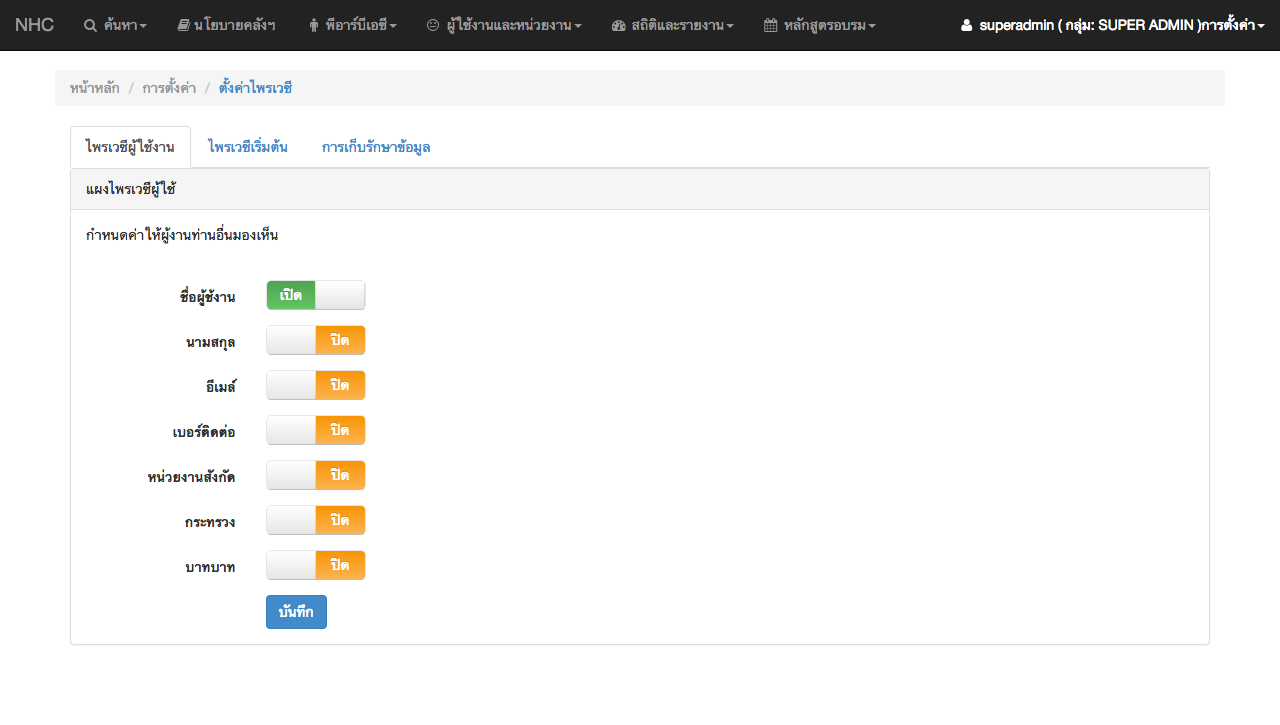 NHC ค้นหา นโยบายคลังฯ พีอาร์บีเอซี ผู้ใช้งานและหน่วยงาน สถิติและรายงาน หลักสูตรอบรม superadmin ( กลุ่ม: SUPER ADMIN )การตั้งค่า
หน้าหลัก / การตั้งค่า / ตั้งค่าไพรเวซี
ไพรเวซีผู้ใช้งาน ไพรเวซีเริ่มต้น การเก็บรักษาข้อมูล
แผงไพรเวซีผู้ใช้
กำหนดค่าให้ผู้งานท่านอื่นมองเห็น
ชื่อผู้ช้งาน เปิด
นามสกุล ปิด
อีเมล์ ปิด
เบอร์ติดต่อ ปิด
หน่วยงานสังกัด ปิด
กระทรวง ปิด
บาทบาท ปิด
บันทึก